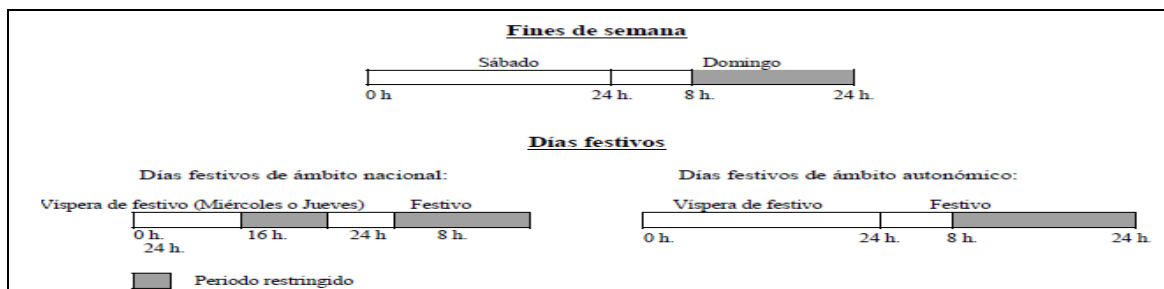 Fines de semana
Sábado Domingo
0 h 24 h. 8 h. 24 h.
Días festivos
Días festivos de ámbito nacional: Días festivos de ámbito autonómico:
Víspera de festivo (Miércoles o Jueves) Festivo Víspera de festivo Festivo
0 h. 16 h. 24 h 8 h. 0 h. 24 h. 8 h. 24 h.
24 h.
Periodo restringido